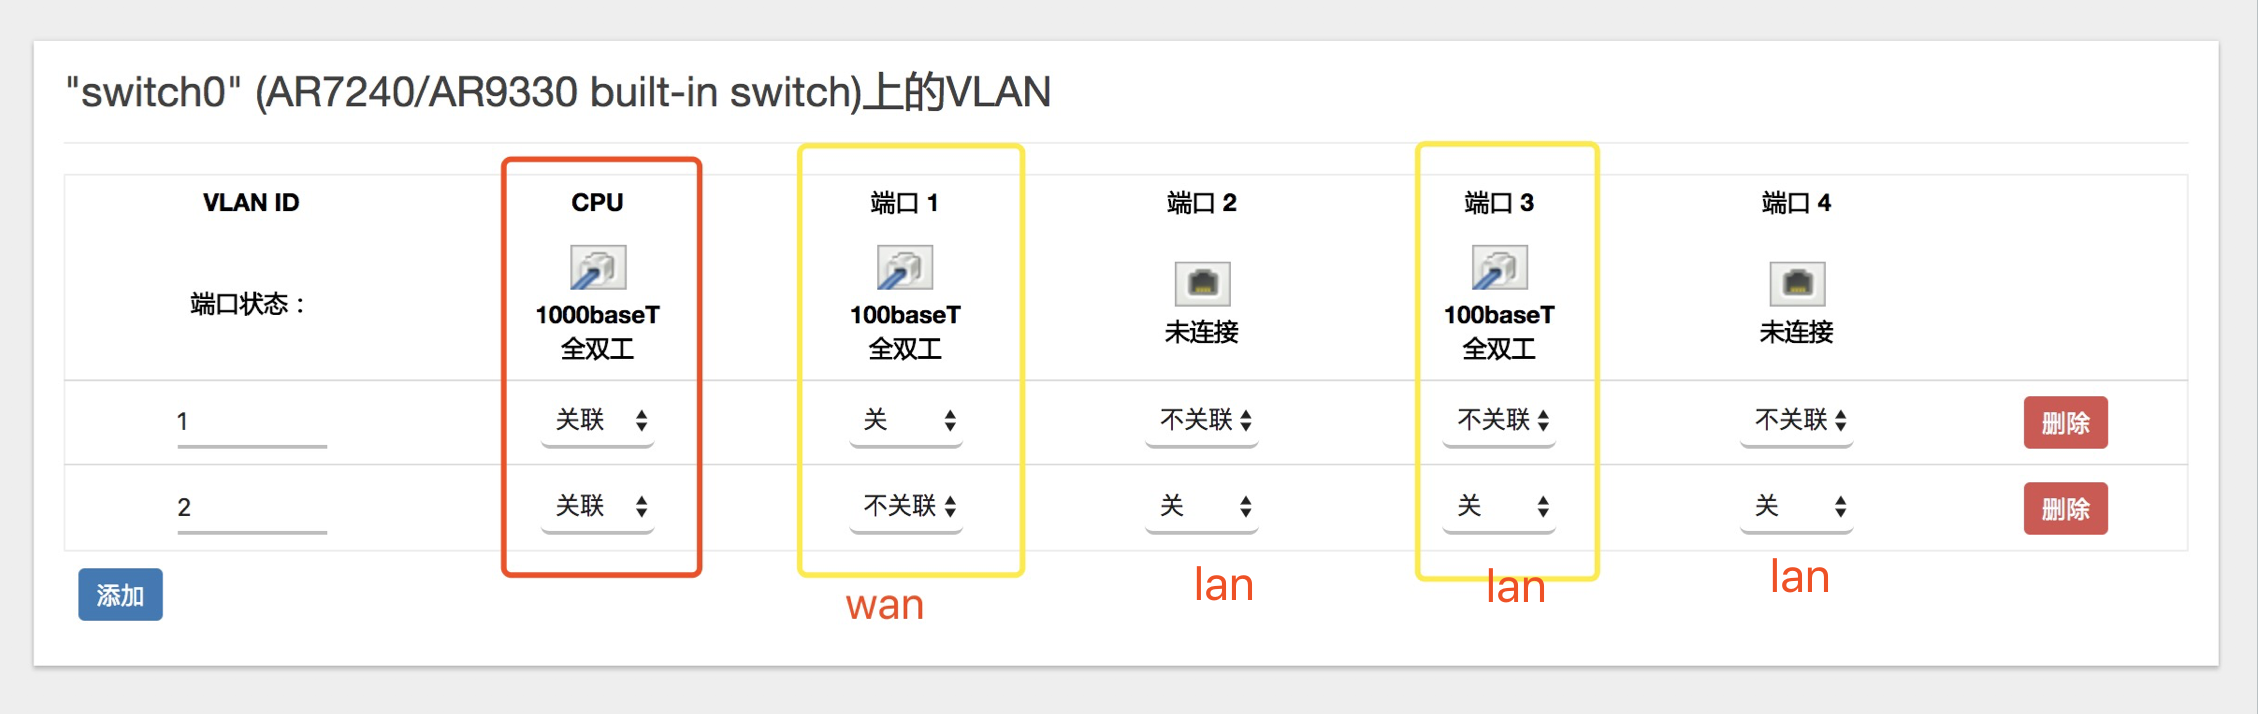 "switch0" (AR7240/AR9330 built-in switch)上的VLAN
VLAN ID CPU 端口 1 端口 2 端口 3 端口 4
端口状态： 1000baseT 全双工 100baseT 全双工 未连接 100baseT 全双工 未连接
1 关联 关 不关联 不关联 不关联 删除
2 关联 不关联 关 关 关 删除
添加
wan lan lan lan